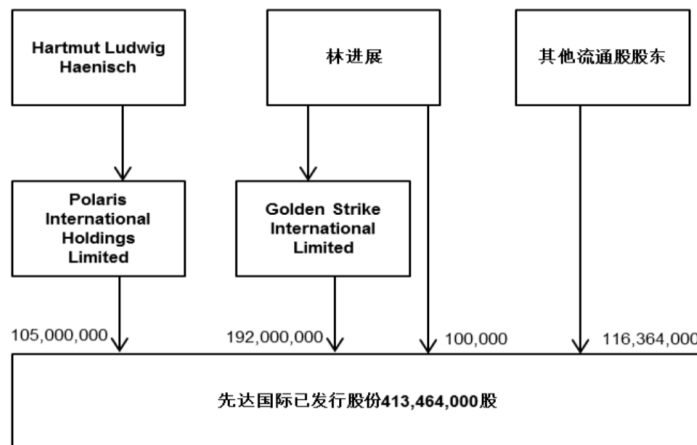 Hartmut Ludwig
Haenisch
林进展
其他流通股股东
Polaris
International
Holdings
Limited
Golden Strike
International
Limited
105,000,000
192,000,000
100,000
116,364,000
先达国际已发行股份413,464,000股